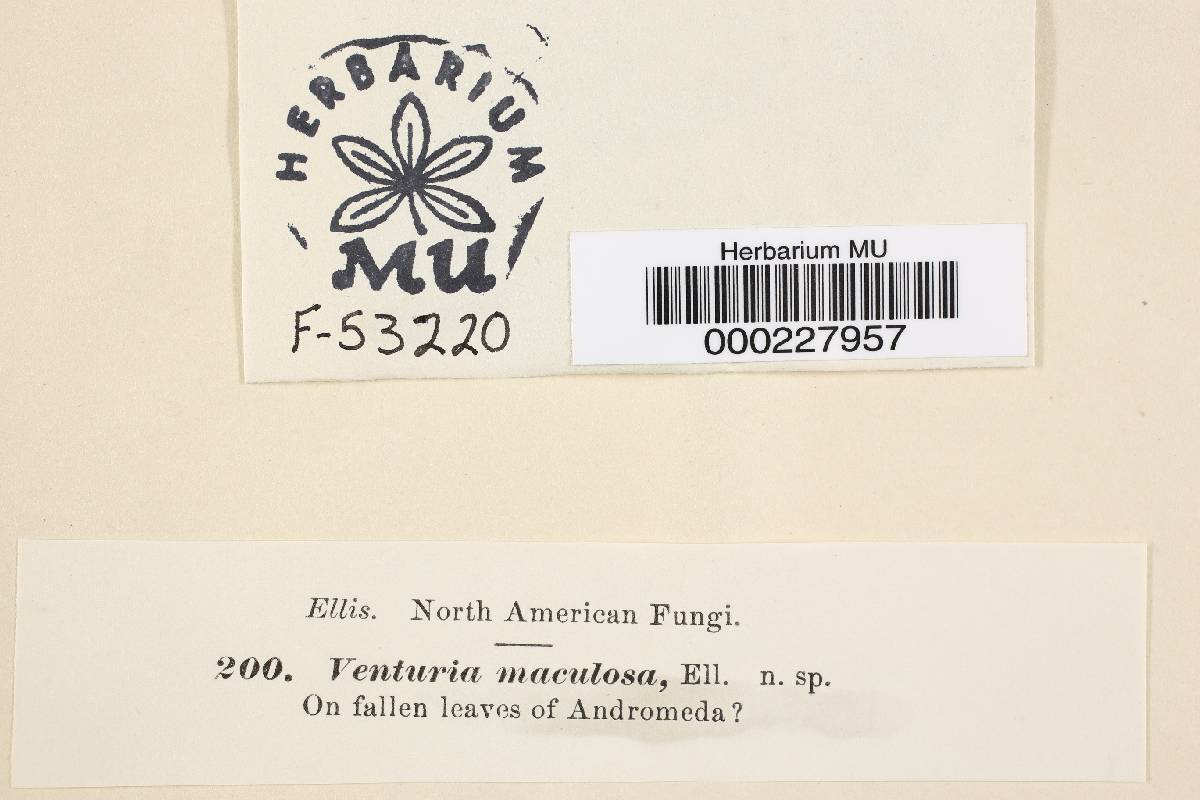 HERBARIUM
MU
F-53220
Herbarium MU
000227957
Ellis. North American Fungi.
200. Venturia maculosa, Ell. n. sp.
On fallen leaves of Andromeda?